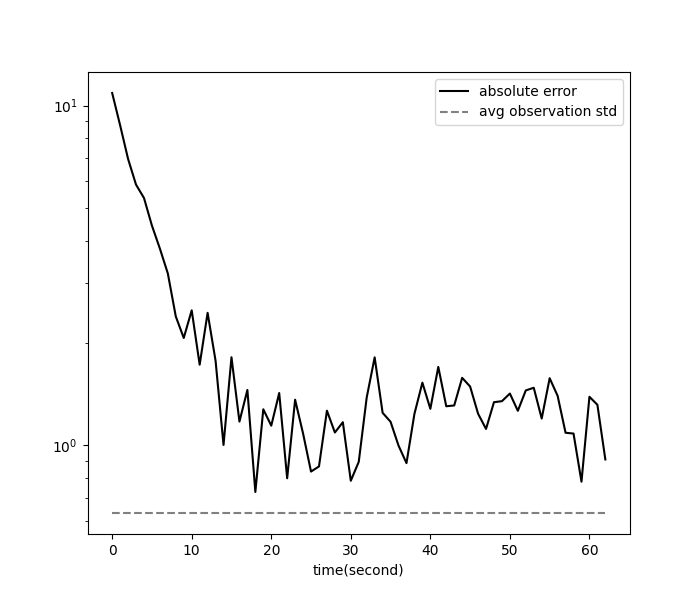 absolute error
avg observation std
10¹
10⁰
0 10 20 30 40 50 60
time(second)